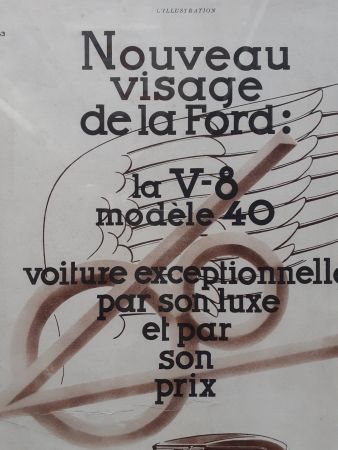 L'ILLUSTRATION
Nouveau
visage
de la Ford :
la V-8
modèle 40
voiture exceptionnelle
par son luxe
et par
son
prix